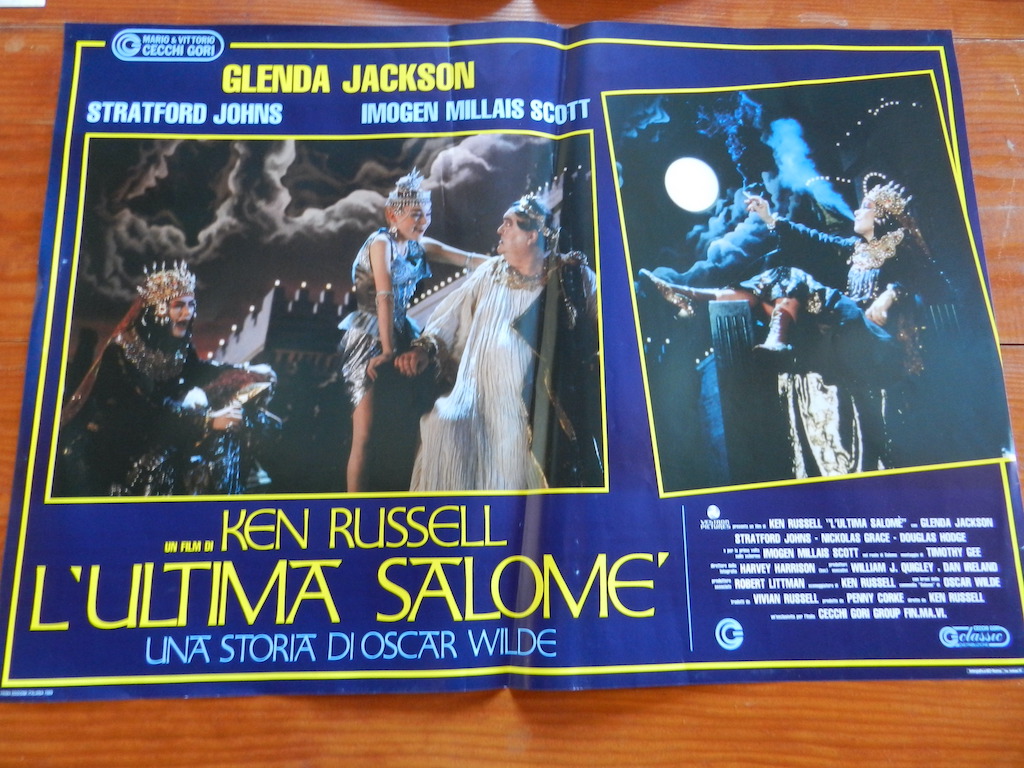 MARIO & VITTORIO
CECCHI GORI
GLENDA JACKSON
STRATFORD JOHNS IMOGEN MILLAIS SCOTT
UN FILM DI KEN RUSSELL
L'ULTIMA SALOME'
UNA STORIA DI OSCAR WILDE
KEN RUSSELL "L'ULTIMA SALOMÈ" GLENDA JACKSON
STRATFORD JOHNS - NICKOLAS GRACE - DOUGLAS HODGE
IMOGEN MILLAIS SCOTT TIMOTHY GEE
HARVEY HARRISON WILLIAM J. QUIGLEY . DAN IRELAND
ROBERT LITTMAN KEN RUSSELL OSCAR WILDE
VIVIAN RUSSELL PENNY CORKE KEN RUSSELL
CECCHI GORI GROUP FIN.MA.VI.
CECCHI GORI
classic